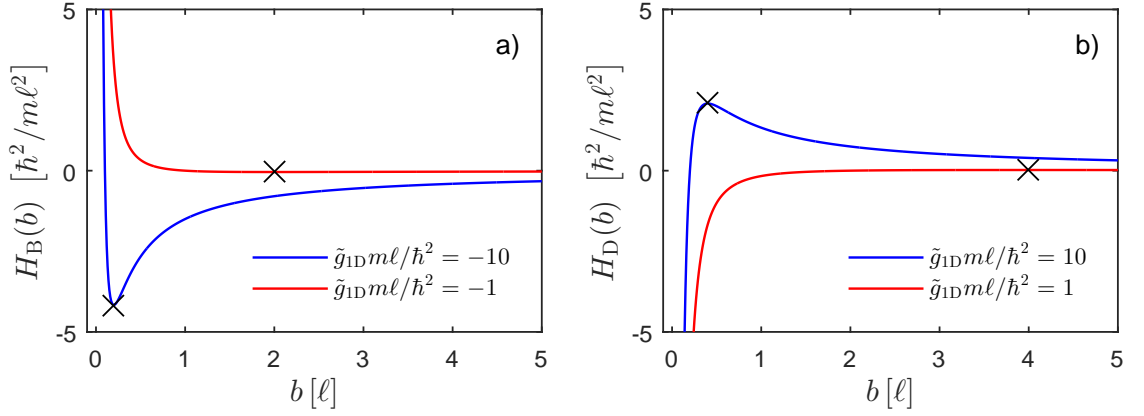 a)
H_B(b) [ħ²/mℓ²]
5
0
-5
g̃_1D mℓ/ħ² = −10
g̃_1D mℓ/ħ² = −1
0 1 2 3 4 5
b [ℓ]
b)
H_D(b) [ħ²/mℓ²]
5
0
-5
g̃_1D mℓ/ħ² = 10
g̃_1D mℓ/ħ² = 1
0 1 2 3 4 5
b [ℓ]